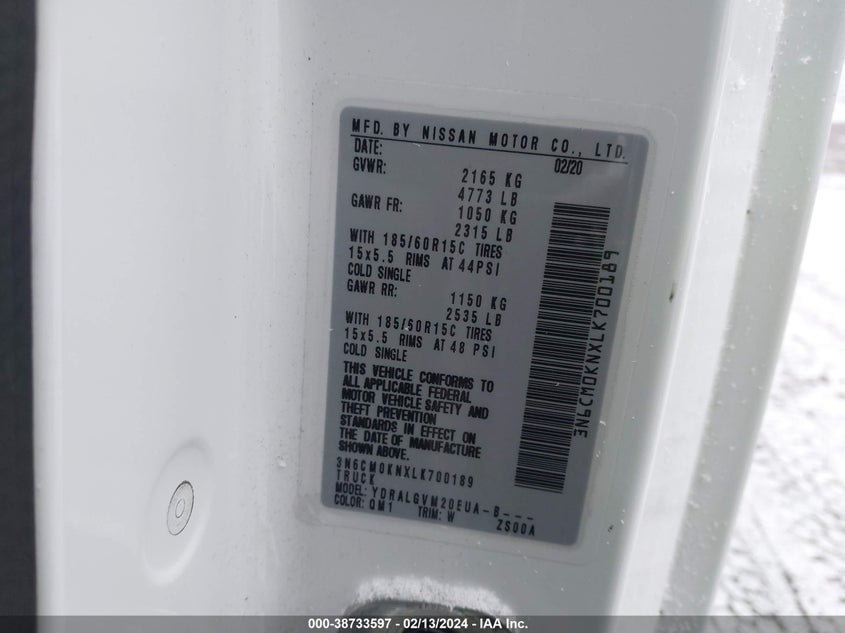 MFD. BY NISSAN MOTOR CO., LTD.
DATE: 02/20
GVWR: 2165 KG
4773 LB
GAWR FR: 1050 KG
2315 LB
WITH 185/60R15C TIRES
15x5.5 RIMS AT 44PSI
COLD SINGLE
GAWR RR: 1150 KG
2535 LB
WITH 185/60R15C TIRES
15x5.5 RIMS AT 48 PSI
COLD SINGLE
THIS VEHICLE CONFORMS TO
ALL APPLICABLE FEDERAL
MOTOR VEHICLE SAFETY AND
THEFT PREVENTION
STANDARDS IN EFFECT ON
THE DATE OF MANUFACTURE
SHOWN ABOVE.
3N6CM0KNXLK700189
TRUCK
MODEL: YDRALGVM20EUA-B---
COLOR: QM1 TRIM: W ZS00A
3N6CM0KNXLK700189
000-38733597 - 02/13/2024 - IAA Inc.